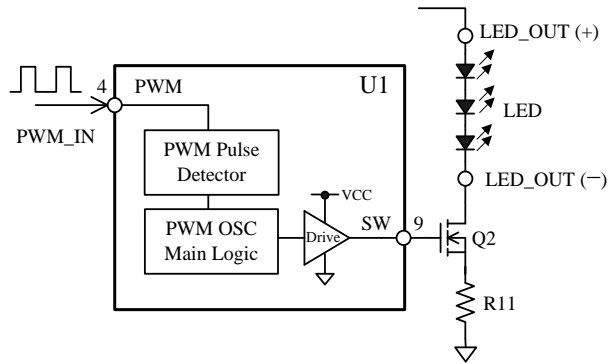 LED_OUT (+)
U1
4
PWM
PWM_IN
LED
PWM Pulse
Detector
VCC
LED_OUT (−)
PWM OSC
Main Logic
Drive
SW
9
Q2
R11